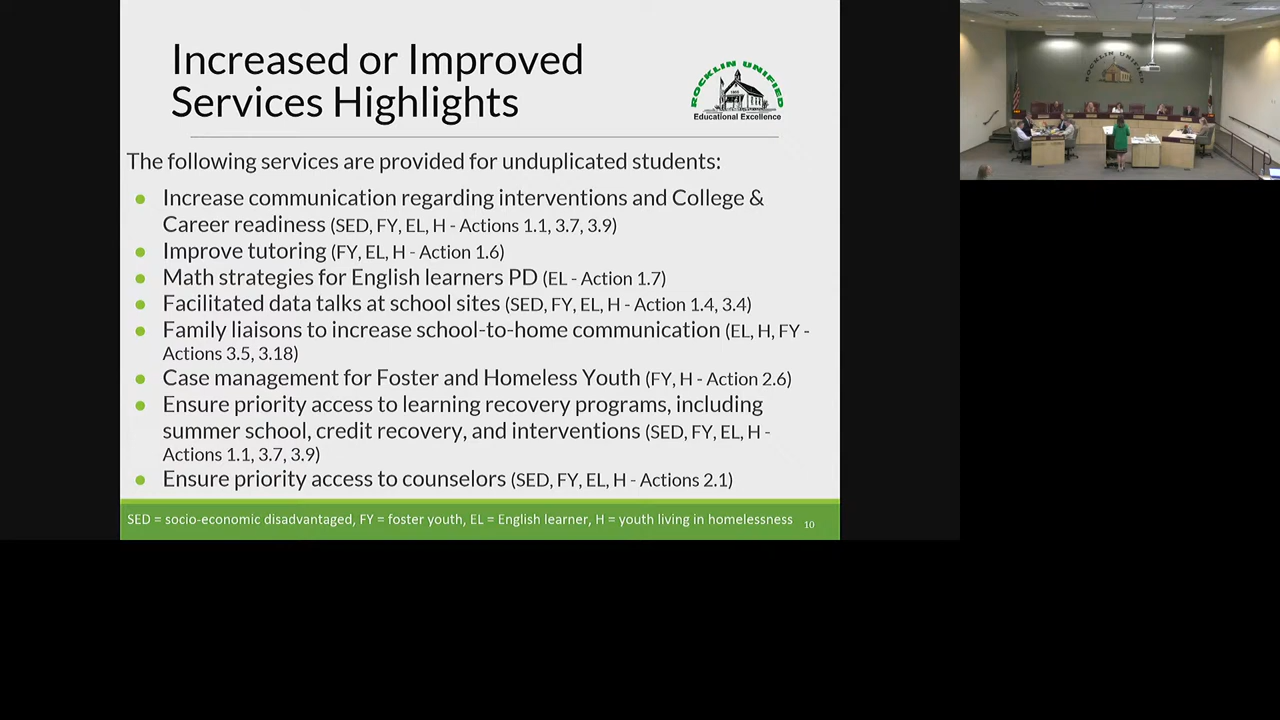 Increased or Improved
Services Highlights
ROCKLIN UNIFIED
Educational Excellence
The following services are provided for unduplicated students:
● Increase communication regarding interventions and College &
Career readiness (SED, FY, EL, H - Actions 1.1, 3.7, 3.9)
● Improve tutoring (FY, EL, H - Action 1.6)
● Math strategies for English learners PD (EL - Action 1.7)
● Facilitated data talks at school sites (SED, FY, EL, H - Action 1.4, 3.4)
● Family liaisons to increase school-to-home communication (EL, H, FY -
Actions 3.5, 3.18)
● Case management for Foster and Homeless Youth (FY, H - Action 2.6)
● Ensure priority access to learning recovery programs, including
summer school, credit recovery, and interventions (SED, FY, EL, H -
Actions 1.1, 3.7, 3.9)
● Ensure priority access to counselors (SED, FY, EL, H - Actions 2.1)
SED = socio-economic disadvantaged, FY = foster youth, EL = English learner, H = youth living in homelessness 10
ROCKLIN UNIFIED